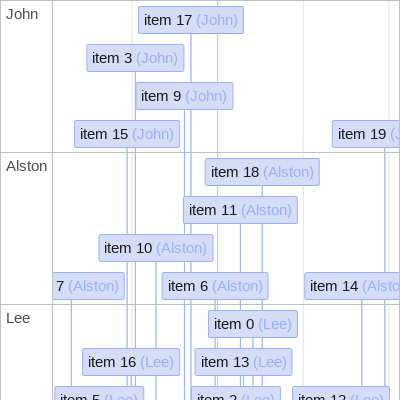 John
item 17 (John)
item 3 (John)
item 9 (John)
item 15 (John)
item 19
Alston
item 18 (Alston)
item 11 (Alston)
item 10 (Alston)
7 (Alston)
item 6 (Alston)
item 14
Lee
item 0 (Lee)
item 16 (Lee)
item 13 (Lee)
item 5 (Lee)
item 2 (Lee)
item 12 (Lee)